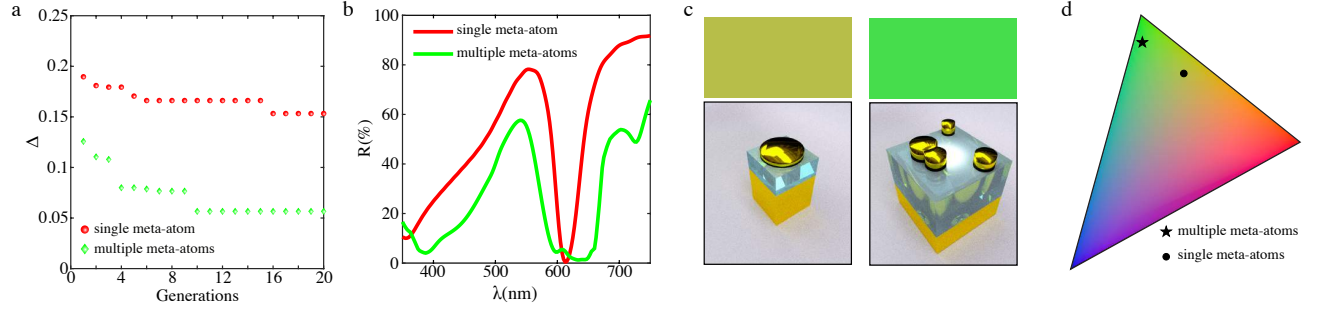 a
0.25
0.2
0.15
0.1
0.05
0
Δ
single meta-atom
multiple meta-atoms
0 4 8 12 16 20
Generations
b
100
80
60
40
20
0
R(%)
single meta-atom
multiple meta-atoms
400 500 600 700
λ(nm)
c
d
multiple meta-atoms
single meta-atoms